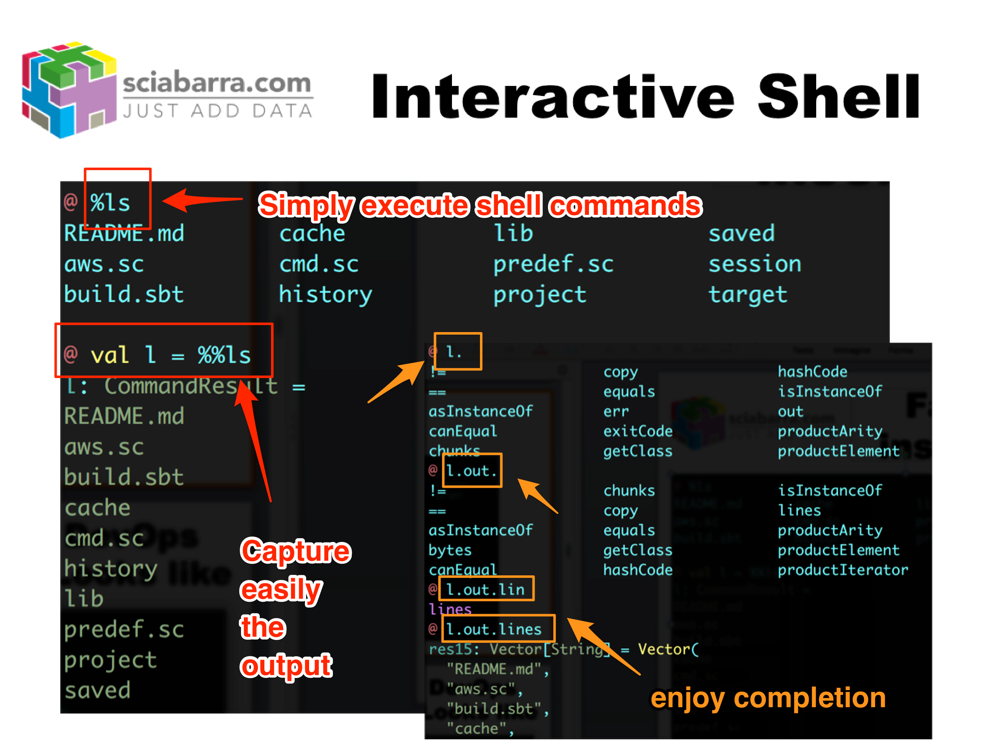 sciabarra.com
JUST ADD DATA
Interactive Shell
@ %ls
Simply execute shell commands
README.md cache lib saved
aws.sc cmd.sc predef.sc session
build.sbt history project target
@ val l = %%ls
l: CommandResult =
README.md
aws.sc
build.sbt
cache
cmd.sc
history
lib
predef.sc
project
saved
Capture
easily
the
output
@ l.
!= copy hashCode
== equals isInstanceOf
asInstanceOf err out
canEqual exitCode productArity
chunks getClass productElement
@ l.out.
!= chunks isInstanceOf
== copy lines
asInstanceOf equals productArity
bytes getClass productElement
canEqual hashCode productIterator
@ l.out.lin
lines
@ l.out.lines
res15: Vector[String] = Vector(
"README.md",
"aws.sc",
"build.sbt",
"cache",
enjoy completion
DevOps
Looks like